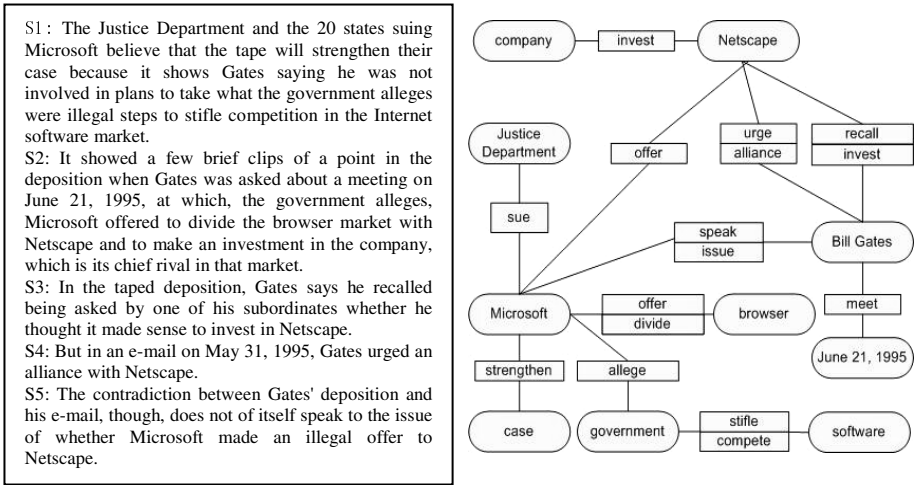 S1: The Justice Department and the 20 states suing
Microsoft believe that the tape will strengthen their
case because it shows Gates saying he was not
involved in plans to take what the government alleges
were illegal steps to stifle competition in the Internet
software market.
S2: It showed a few brief clips of a point in the
deposition when Gates was asked about a meeting on
June 21, 1995, at which, the government alleges,
Microsoft offered to divide the browser market with
Netscape and to make an investment in the company,
which is its chief rival in that market.
S3: In the taped deposition, Gates says he recalled
being asked by one of his subordinates whether he
thought it made sense to invest in Netscape.
S4: But in an e-mail on May 31, 1995, Gates urged an
alliance with Netscape.
S5: The contradiction between Gates' deposition and
his e-mail, though, does not of itself speak to the issue
of whether Microsoft made an illegal offer to
Netscape.
company
invest
Netscape
Justice
Department
offer
urge
alliance
recall
invest
sue
speak
issue
Bill Gates
Microsoft
offer
divide
browser
meet
June 21, 1995
strengthen
allege
case
government
stifle
compete
software